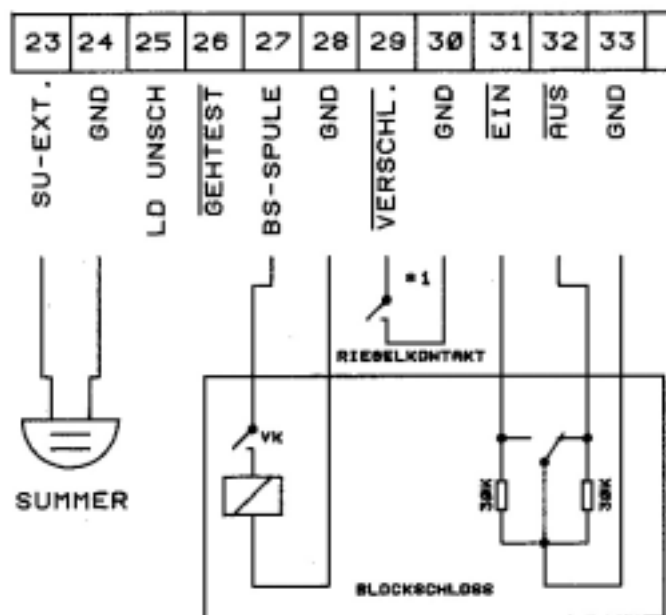 23 24 25 26 27 28 29 30 31 32 33
SU-EXT.
GND
LD UNSCH
GEHTEST
BS-SPULE
GND
VERSCHL.
GND
EIN
AUS
GND
*1
RIEGELKONTAKT
VK
30K
30K
SUMMER
BLOCKSCHLOSS